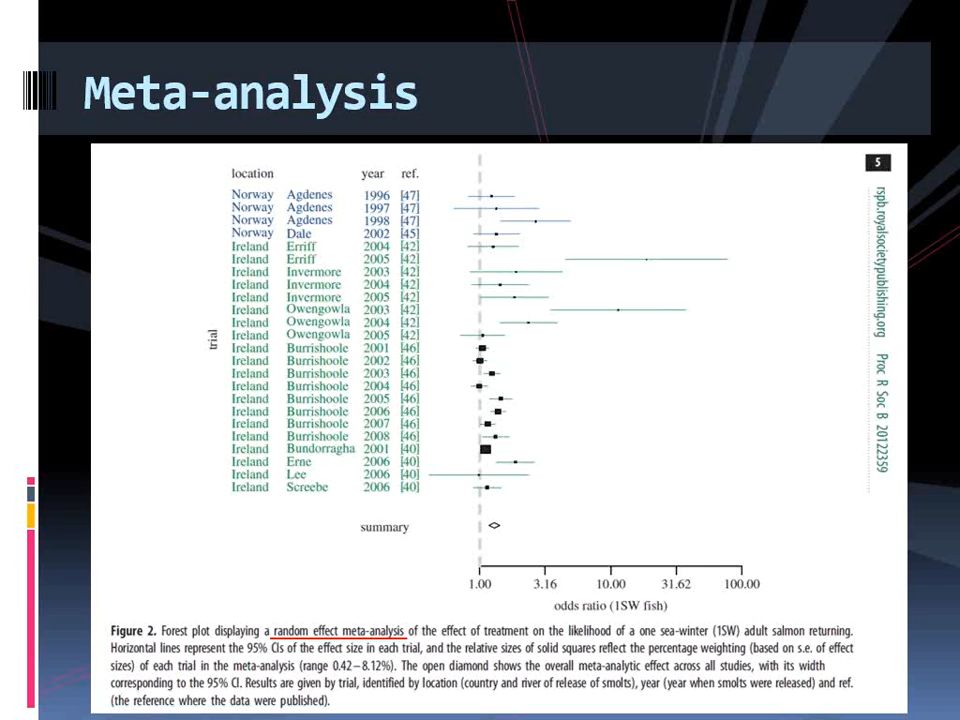 Meta-analysis
5
location year ref.
Norway Agdenes 1996 [47]
Norway Agdenes 1997 [47]
Norway Agdenes 1998 [47]
Norway Dale 2002 [45]
Ireland Erriff 2004 [42]
Ireland Erriff 2005 [42]
Ireland Invermore 2003 [42]
Ireland Invermore 2004 [42]
Ireland Invermore 2005 [42]
Ireland Owengowla 2003 [42]
Ireland Owengowla 2004 [42]
Ireland Owengowla 2005 [42]
Ireland Burrishoole 2001 [46]
Ireland Burrishoole 2002 [46]
Ireland Burrishoole 2003 [46]
Ireland Burrishoole 2004 [46]
Ireland Burrishoole 2005 [46]
Ireland Burrishoole 2006 [46]
Ireland Burrishoole 2007 [46]
Ireland Burrishoole 2008 [46]
Ireland Bundorragha 2001 [40]
Ireland Erne 2006 [40]
Ireland Lee 2006 [40]
Ireland Screebe 2006 [40]
trial
summary
1.00 3.16 10.00 31.62 100.00
odds ratio (1SW fish)
rspb.royalsocietypublishing.org Proc R Soc B 20122359
Figure 2. Forest plot displaying a random effect meta-analysis of the effect of treatment on the likelihood of a one sea-winter (1SW) adult salmon returning.
Horizontal lines represent the 95% CIs of the effect size in each trial, and the relative sizes of solid squares reflect the percentage weighting (based on s.e. of effect
sizes) of each trial in the meta-analysis (range 0.42–8.12%). The open diamond shows the overall meta-analytic effect across all studies, with its width
corresponding to the 95% CI. Results are given by trial, identified by location (country and river of release of smolts), year (year when smolts were released) and ref.
(the reference where the data were published).